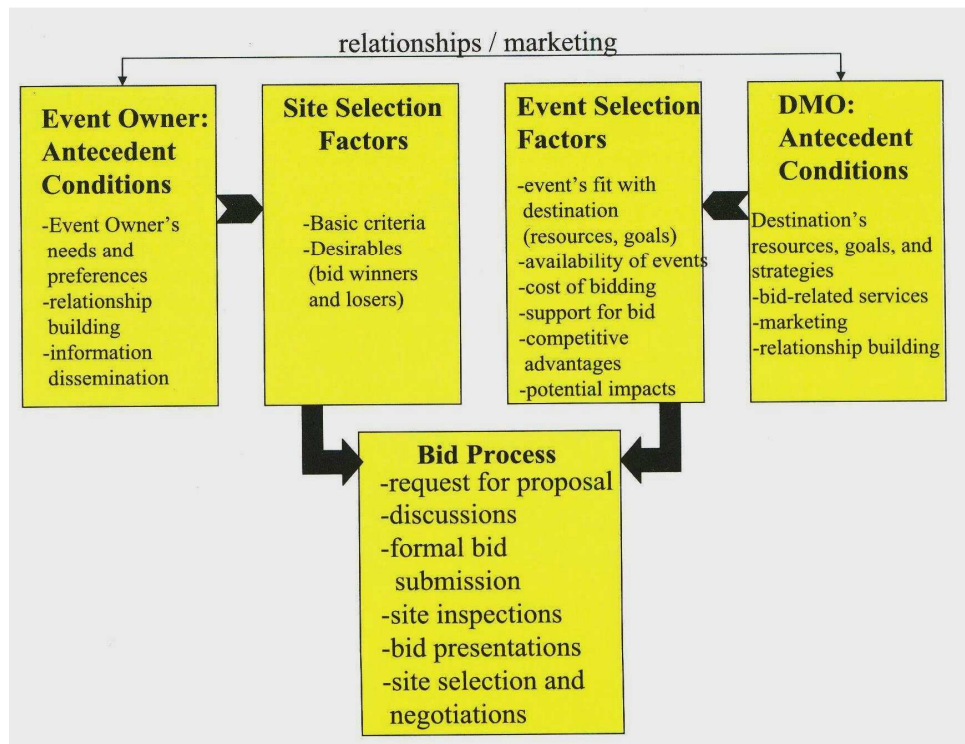 relationships / marketing
Event Owner:
Antecedent
Conditions
-Event Owner's
needs and
preferences
-relationship
building
-information
dissemination
Site Selection
Factors
-Basic criteria
-Desirables
(bid winners
and losers)
Event Selection
Factors
-event's fit with
destination
(resources, goals)
-availability of events
-cost of bidding
-support for bid
-competitive
advantages
-potential impacts
DMO:
Antecedent
Conditions
Destination's
resources, goals, and
strategies
-bid-related services
-marketing
-relationship building
Bid Process
-request for proposal
-discussions
-formal bid
submission
-site inspections
-bid presentations
-site selection and
negotiations